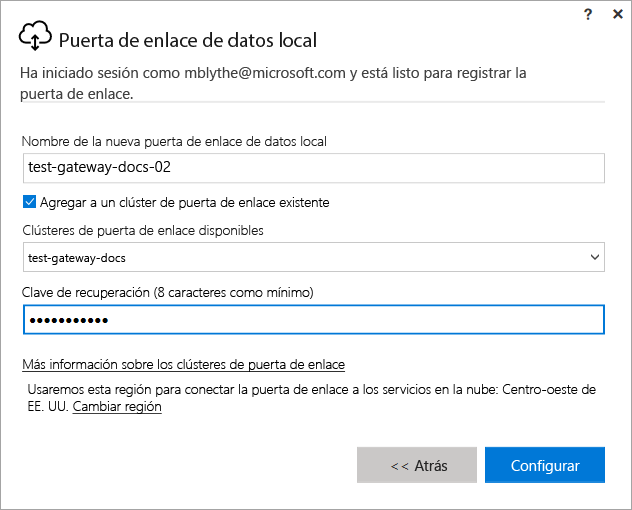 ? ×
Puerta de enlace de datos local
Ha iniciado sesión como mblythe@microsoft.com y está listo para registrar la
puerta de enlace.
Nombre de la nueva puerta de enlace de datos local
test-gateway-docs-02
Agregar a un clúster de puerta de enlace existente
Clústeres de puerta de enlace disponibles
test-gateway-docs
Clave de recuperación (8 caracteres como mínimo)
●●●●●●●●●●●
Más información sobre los clústeres de puerta de enlace
Usaremos esta región para conectar la puerta de enlace a los servicios en la nube: Centro-oeste de
EE. UU. Cambiar región
<< Atrás
Configurar